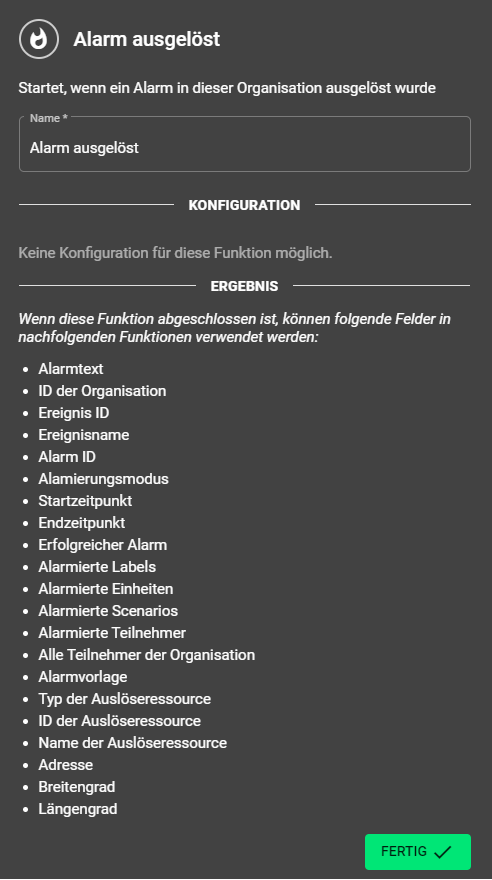 Alarm ausgelöst
Startet, wenn ein Alarm in dieser Organisation ausgelöst wurde
Name *
Alarm ausgelöst
KONFIGURATION
Keine Konfiguration für diese Funktion möglich.
ERGEBNIS
Wenn diese Funktion abgeschlossen ist, können folgende Felder in
nachfolgenden Funktionen verwendet werden:
• Alarmtext
• ID der Organisation
• Ereignis ID
• Ereignisname
• Alarm ID
• Alamierungsmodus
• Startzeitpunkt
• Endzeitpunkt
• Erfolgreicher Alarm
• Alarmierte Labels
• Alarmierte Einheiten
• Alarmierte Scenarios
• Alarmierte Teilnehmer
• Alle Teilnehmer der Organisation
• Alarmvorlage
• Typ der Auslöseressource
• ID der Auslöseressource
• Name der Auslöseressource
• Adresse
• Breitengrad
• Längengrad
FERTIG